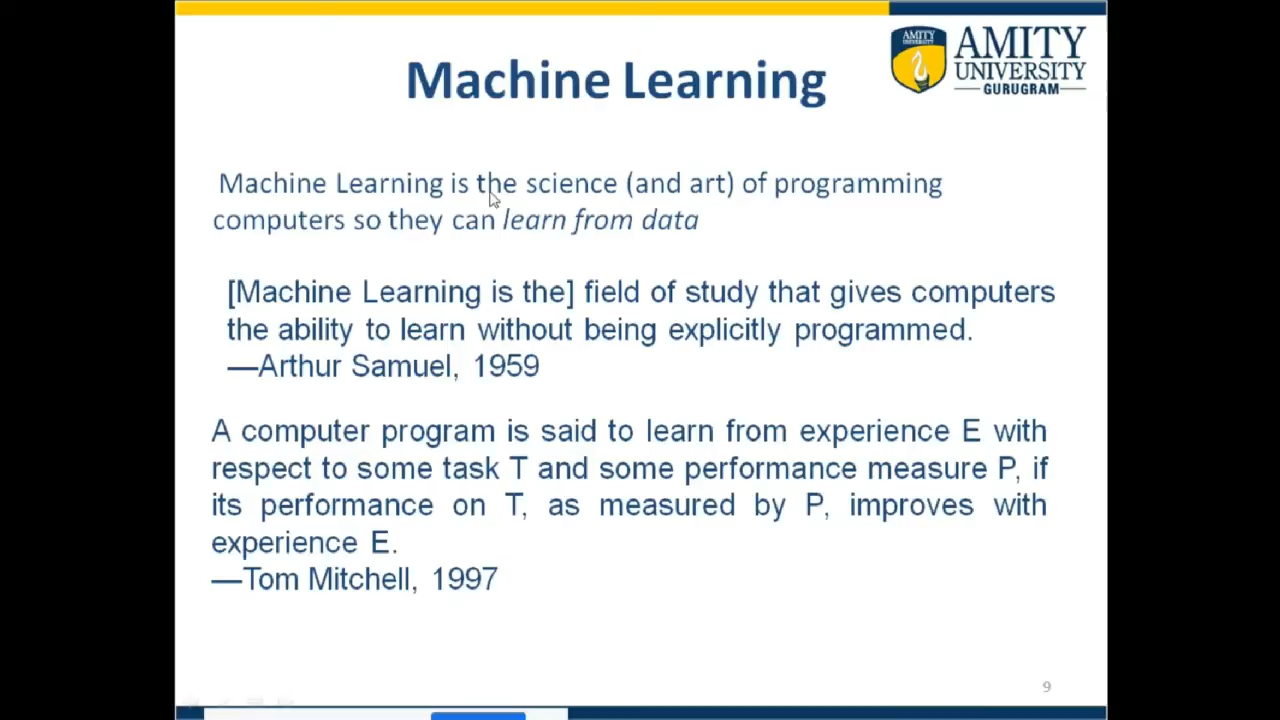 AMITY
UNIVERSITY
AMITY
UNIVERSITY
GURUGRAM
Machine Learning
Machine Learning is the science (and art) of programming
computers so they can learn from data
[Machine Learning is the] field of study that gives computers
the ability to learn without being explicitly programmed.
—Arthur Samuel, 1959
A computer program is said to learn from experience E with
respect to some task T and some performance measure P, if
its performance on T, as measured by P, improves with
experience E.
—Tom Mitchell, 1997
9